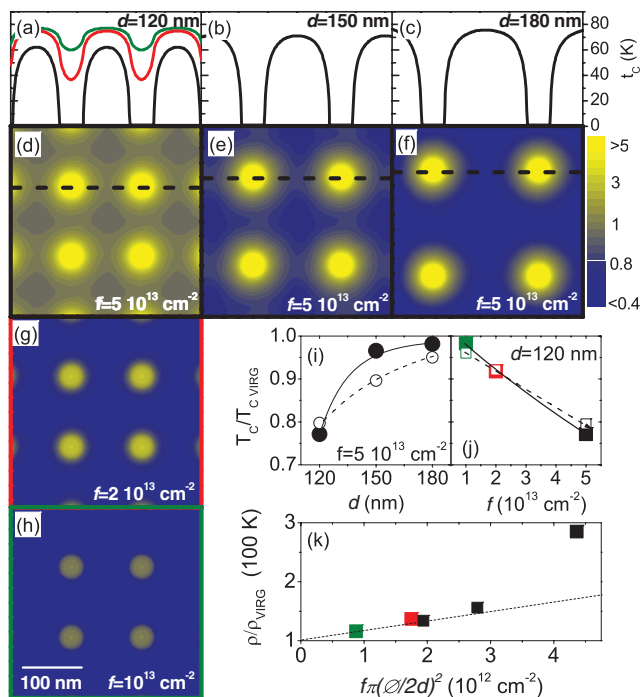 (a) d=120 nm (b) d=150 nm (c) d=180 nm
80
60
40
20
0
t_C (K)
(d) f=5 10^13 cm^-2
(e) f=5 10^13 cm^-2
(f) f=5 10^13 cm^-2
>5
3
1
0.8
<0.4
(g) f=2 10^13 cm^-2
(h) f=10^13 cm^-2
100 nm
(i) f=5 10^13 cm^-2
T_C/T_C VIRG
1.0
0.9
0.8
0.7
120 150 180
d (nm)
d=120 nm
(j)
1 2 3 4 5
f (10^13 cm^-2)
(k)
ρ/ρ_VIRG (100 K)
3
2
1
0 1 2 3 4
fπ(∅/2d)^2 (10^12 cm^-2)